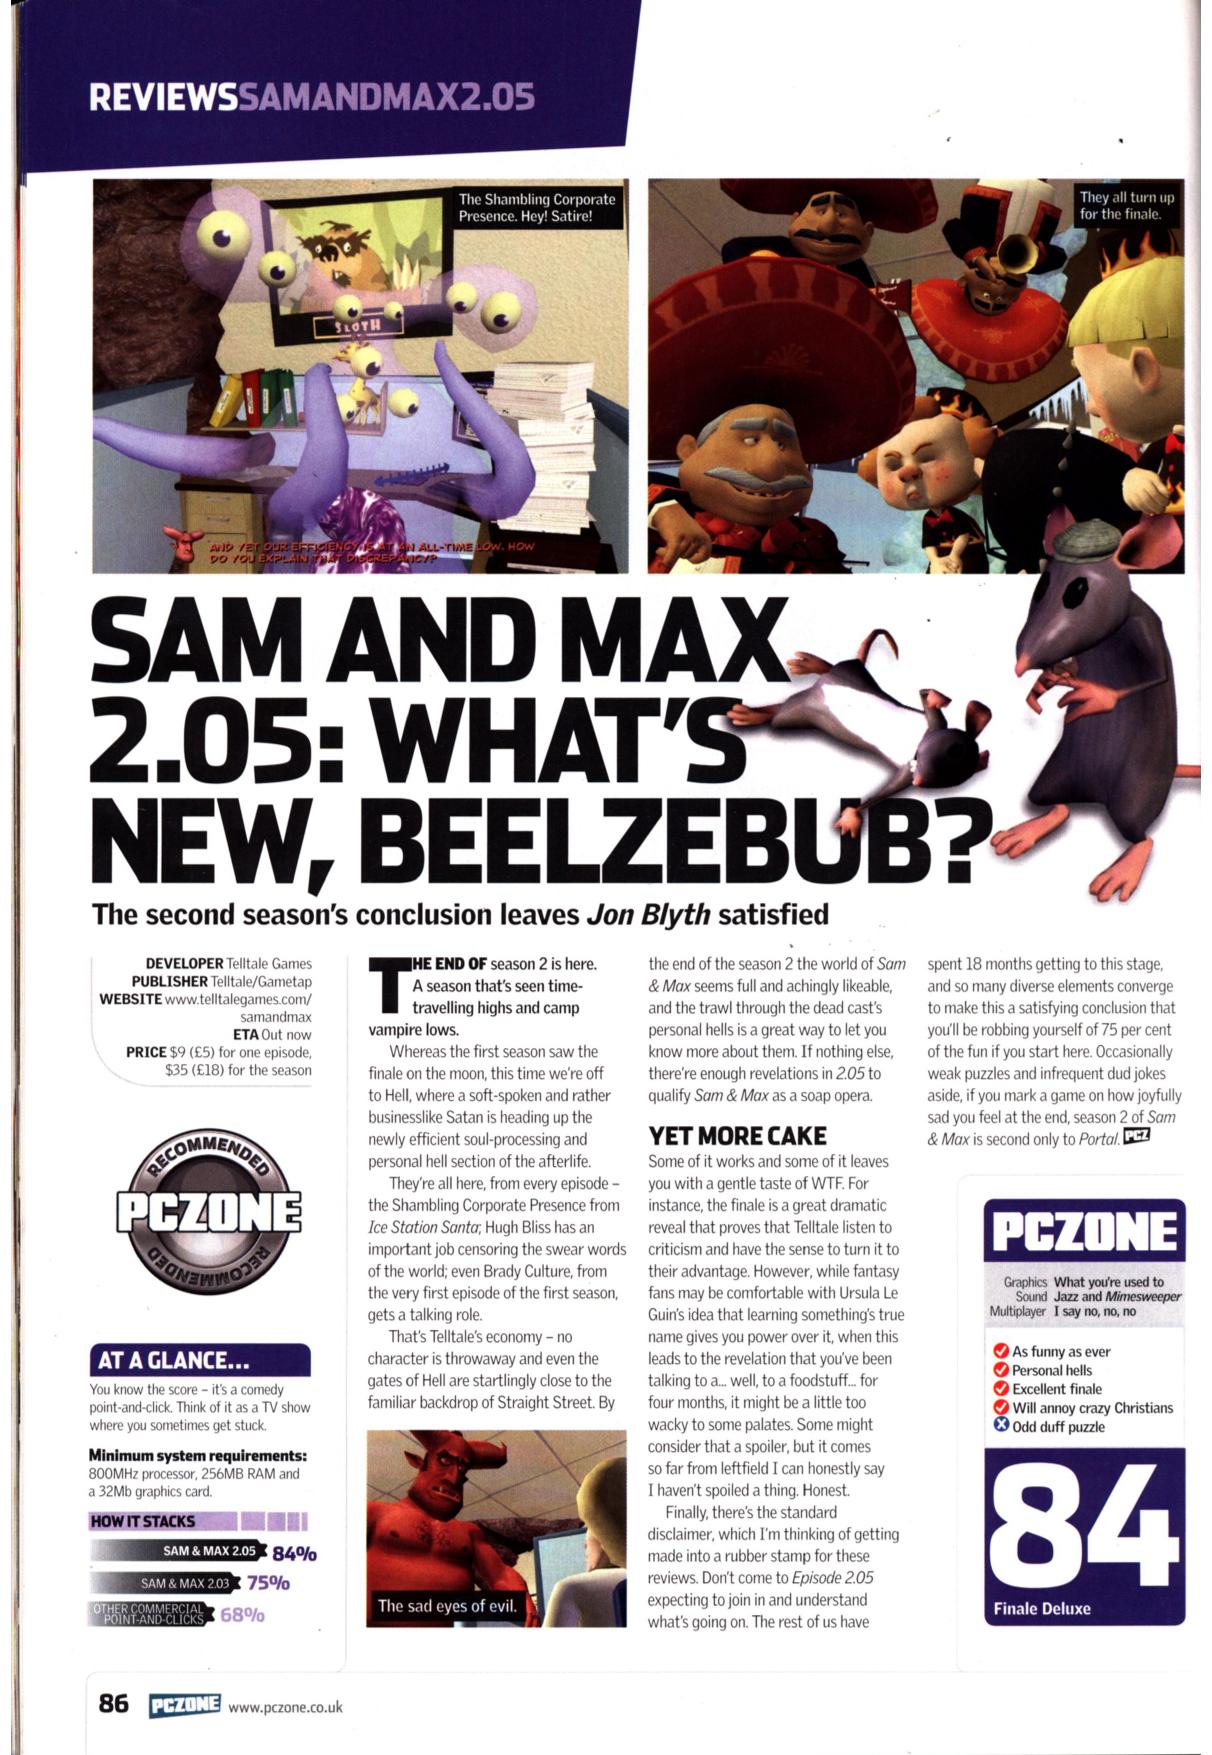 REVIEWSSAMANDMAX2.05
The Shambling Corporate
Presence. Hey! Satire!
SLOTH
AND YET OUR EFFICIENCY IS AT AN ALL-TIME LOW. HOW
DO YOU EXPLAIN THAT DISCREPANCY?
They all turn up
for the finale.
SAM AND MAX
2.05: WHAT'S
NEW, BEELZEBUB?
The second season's conclusion leaves Jon Blyth satisfied
DEVELOPER Telltale Games
PUBLISHER Telltale/Gametap
WEBSITE www.telltalegames.com/
samandmax
ETA Out now
PRICE $9 (£5) for one episode,
$35 (£18) for the season
RECOMMENDED
PCZONE
RECOMMENDED
AT A GLANCE...
You know the score – it's a comedy
point-and-click. Think of it as a TV show
where you sometimes get stuck.
Minimum system requirements:
800MHz processor, 256MB RAM and
a 32Mb graphics card.
HOW IT STACKS
SAM & MAX 2.05 84%
SAM & MAX 2.03 75%
OTHER COMMERCIAL
POINT-AND-CLICKS 68%
THE END OF season 2 is here.
A season that's seen time-
travelling highs and camp
vampire lows.
Whereas the first season saw the
finale on the moon, this time we're off
to Hell, where a soft-spoken and rather
businesslike Satan is heading up the
newly efficient soul-processing and
personal hell section of the afterlife.
They're all here, from every episode –
the Shambling Corporate Presence from
Ice Station Santa; Hugh Bliss has an
important job censoring the swear words
of the world; even Brady Culture, from
the very first episode of the first season,
gets a talking role.
That's Telltale's economy – no
character is throwaway and even the
gates of Hell are startlingly close to the
familiar backdrop of Straight Street. By
The sad eyes of evil.
the end of the season 2 the world of Sam
& Max seems full and achingly likeable,
and the trawl through the dead cast's
personal hells is a great way to let you
know more about them. If nothing else,
there're enough revelations in 2.05 to
qualify Sam & Max as a soap opera.
YET MORE CAKE
Some of it works and some of it leaves
you with a gentle taste of WTF. For
instance, the finale is a great dramatic
reveal that proves that Telltale listen to
criticism and have the sense to turn it to
their advantage. However, while fantasy
fans may be comfortable with Ursula Le
Guin's idea that learning something's true
name gives you power over it, when this
leads to the revelation that you've been
talking to a... well, to a foodstuff... for
four months, it might be a little too
wacky to some palates. Some might
consider that a spoiler, but it comes
so far from leftfield I can honestly say
I haven't spoiled a thing. Honest.
Finally, there's the standard
disclaimer, which I'm thinking of getting
made into a rubber stamp for these
reviews. Don't come to Episode 2.05
expecting to join in and understand
what's going on. The rest of us have
spent 18 months getting to this stage,
and so many diverse elements converge
to make this a satisfying conclusion that
you'll be robbing yourself of 75 per cent
of the fun if you start here. Occasionally
weak puzzles and infrequent dud jokes
aside, if you mark a game on how joyfully
sad you feel at the end, season 2 of Sam
& Max is second only to Portal. PCZ
PCZONE
Graphics What you're used to
Sound Jazz and Mimesweeper
Multiplayer I say no, no, no
As funny as ever
Personal hells
Excellent finale
Will annoy crazy Christians
Odd duff puzzle
84
Finale Deluxe
86 PCZONE www.pczone.co.uk